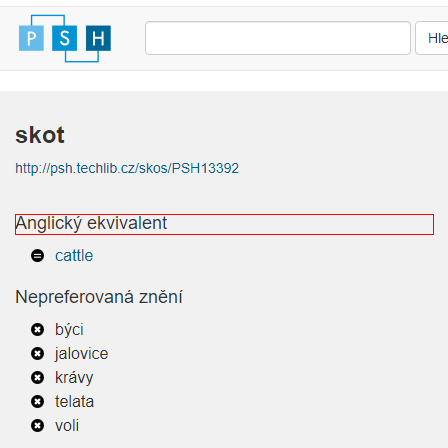 P S H
Hle
skot
http://psh.techlib.cz/skos/PSH13392
Anglický ekvivalent
cattle
Nepreferovaná znění
býci
jalovice
krávy
telata
voli